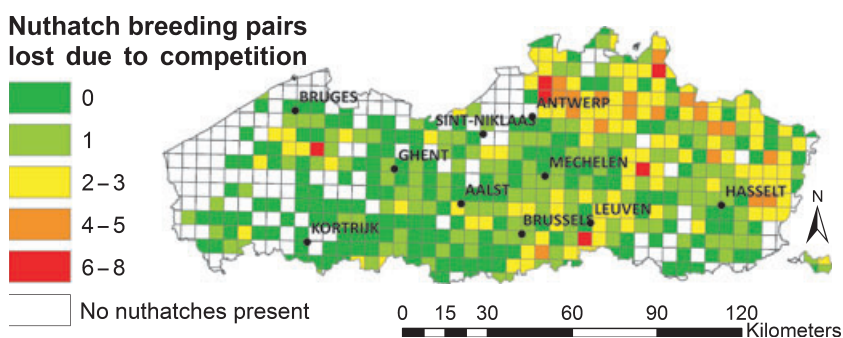 Nuthatch breeding pairs
lost due to competition
0
1
2 – 3
4 – 5
6 – 8
No nuthatches present
BRUGES
ANTWERP
SINT-NIKLAAS
GHENT
MECHELEN
AALST
HASSELT
LEUVEN
BRUSSELS
KORTRIJK
N
0 15 30 60 90 120
Kilometers